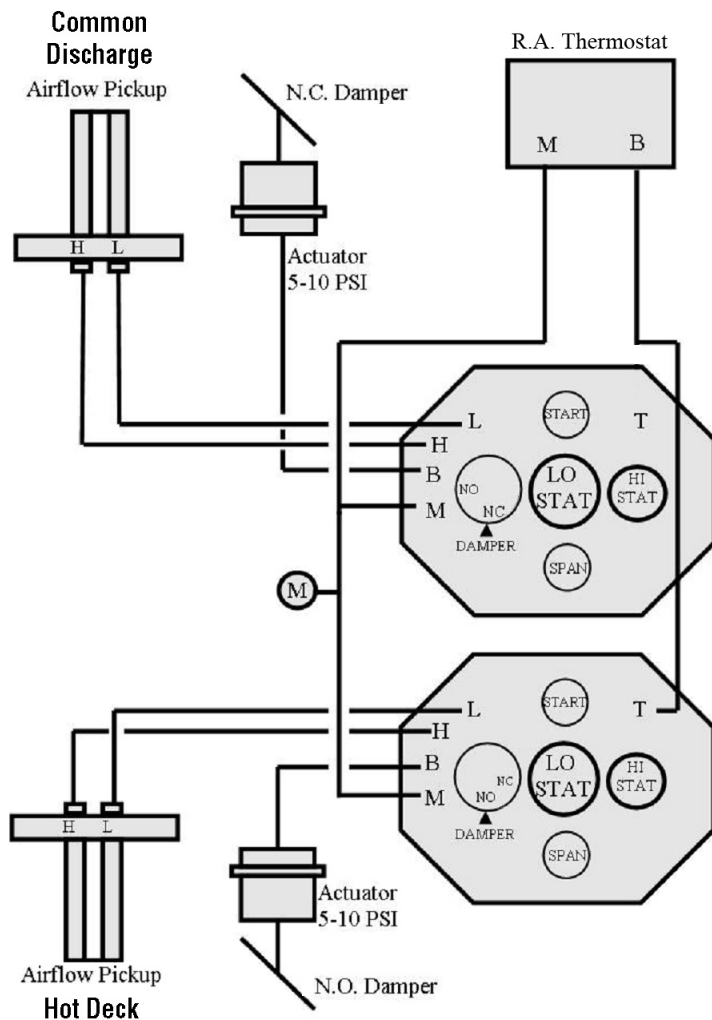 Common
Discharge
Airflow Pickup
H L
N.C. Damper
Actuator
5-10 PSI
R.A. Thermostat
M B
L
H
B
M
START
T
NO
NC
DAMPER
LO
STAT
HI
STAT
SPAN
M
L
H
B
M
START
T
NC
NO
DAMPER
LO
STAT
HI
STAT
SPAN
H L
Airflow Pickup
Hot Deck
Actuator
5-10 PSI
N.O. Damper